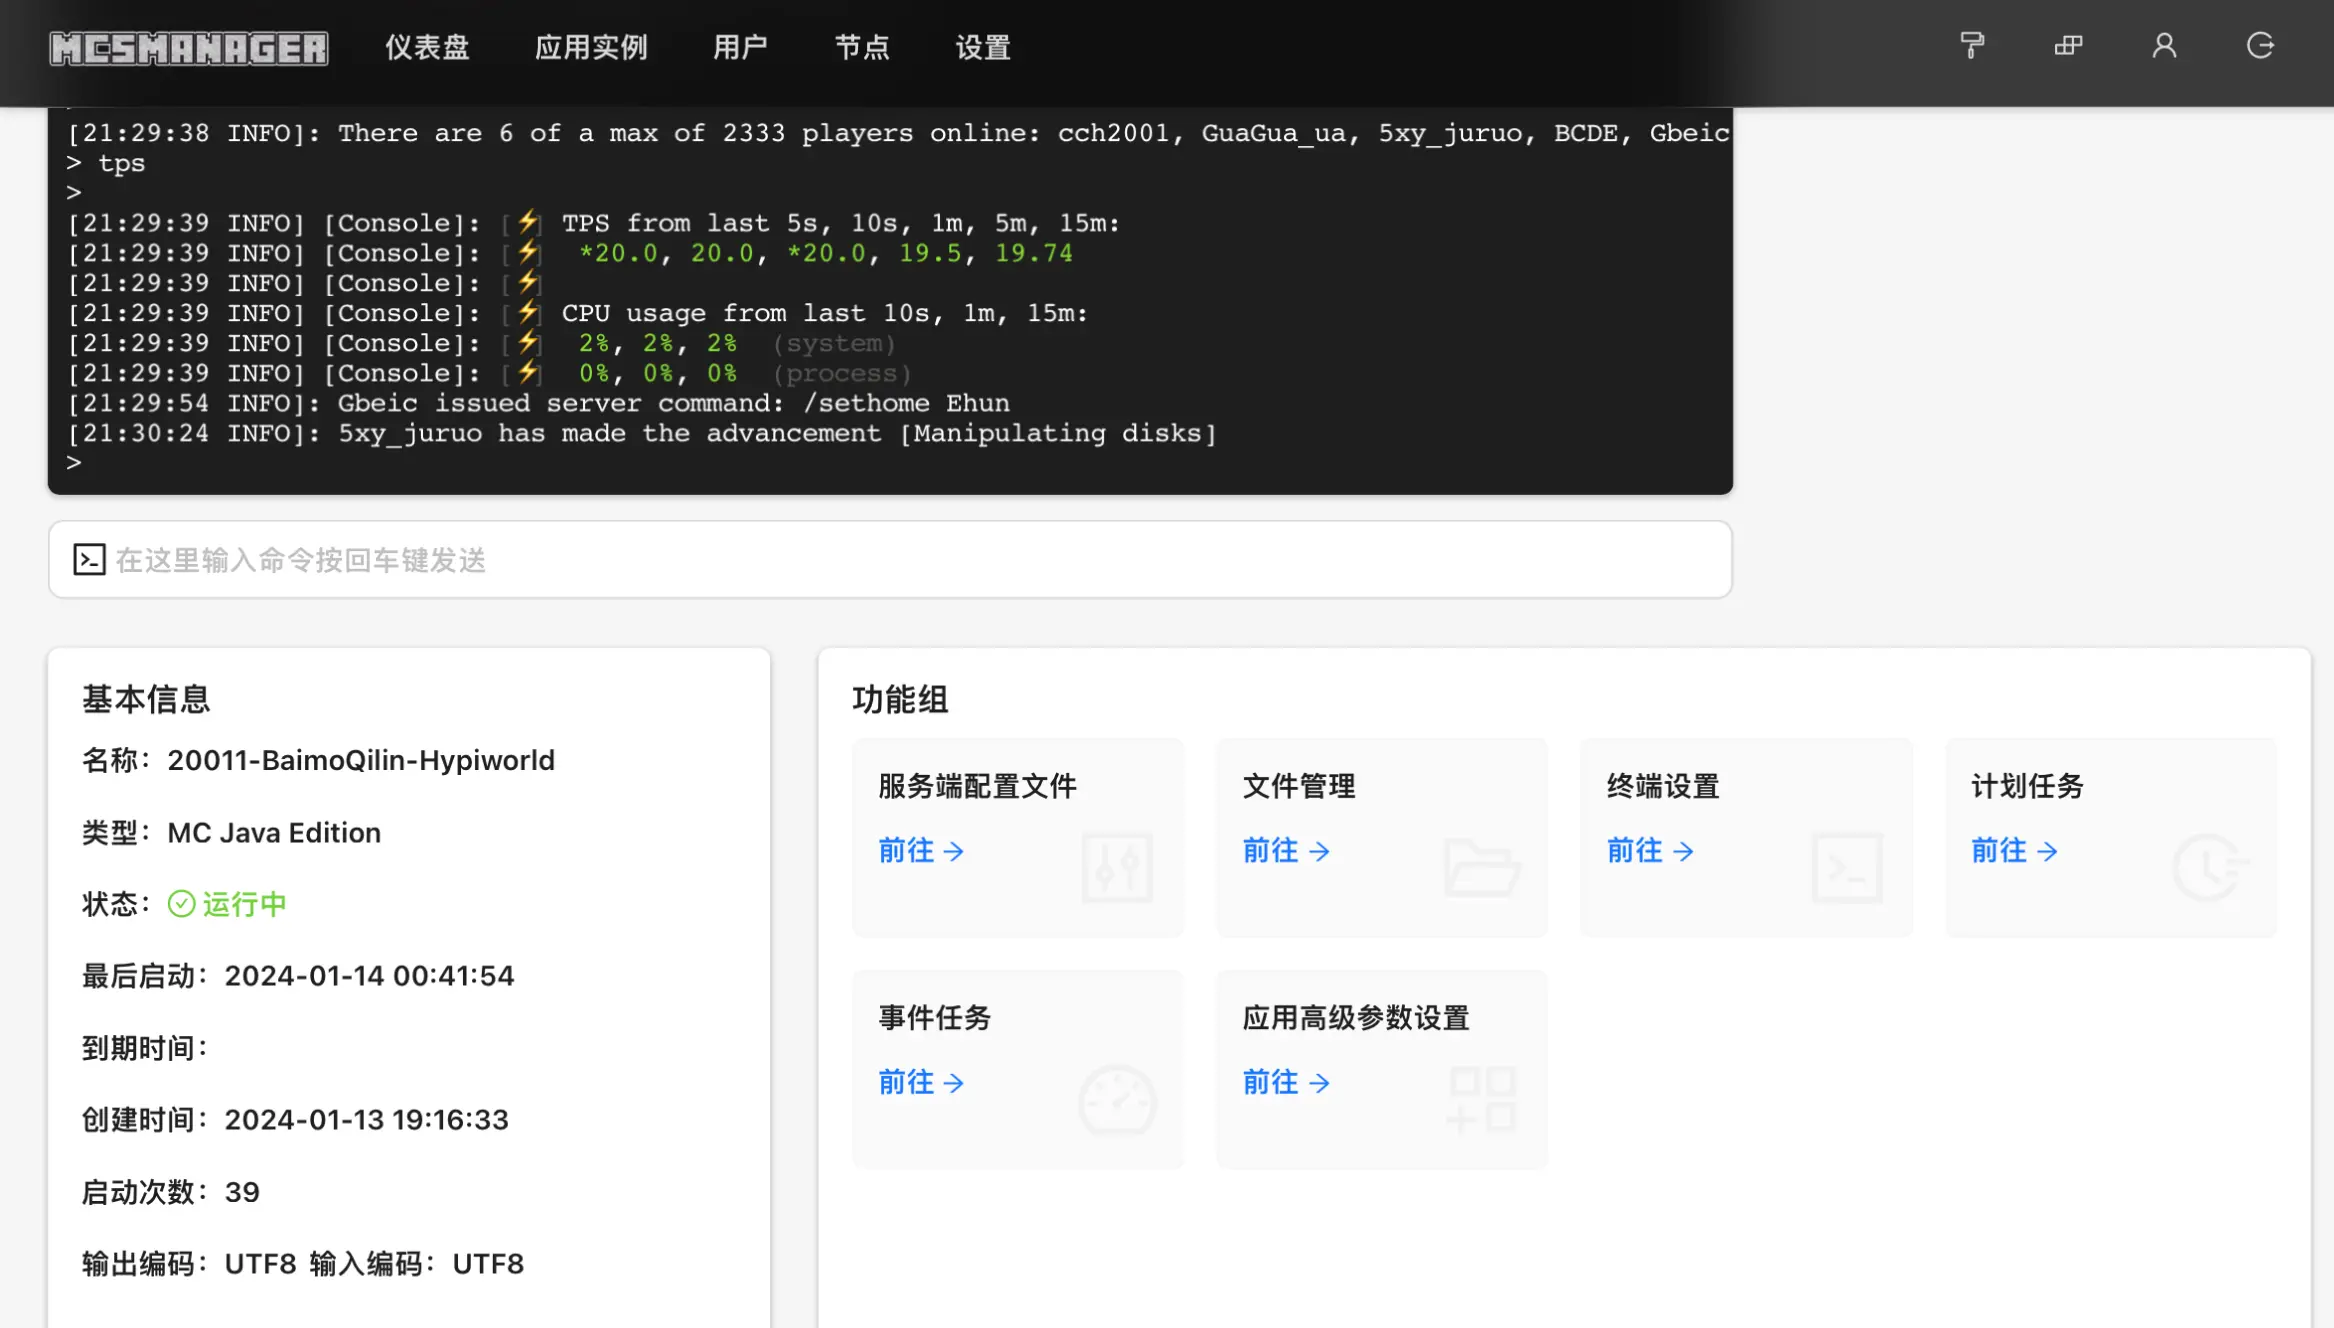 MCSMANAGER 仪表盘 应用实例 用户 节点 设置
[21:29:38 INFO]: There are 6 of a max of 2333 players online: cch2001, GuaGua_ua, 5xy_juruo, BCDE, Gbeic
> tps
>
[21:29:39 INFO] [Console]: [⚡] TPS from last 5s, 10s, 1m, 5m, 15m:
[21:29:39 INFO] [Console]: [⚡] *20.0, 20.0, *20.0, 19.5, 19.74
[21:29:39 INFO] [Console]: [⚡]
[21:29:39 INFO] [Console]: [⚡] CPU usage from last 10s, 1m, 15m:
[21:29:39 INFO] [Console]: [⚡] 2%, 2%, 2% (system)
[21:29:39 INFO] [Console]: [⚡] 0%, 0%, 0% (process)
[21:29:54 INFO]: Gbeic issued server command: /sethome Ehun
[21:30:24 INFO]: 5xy_juruo has made the advancement [Manipulating disks]
>
在这里输入命令按回车键发送
基本信息
名称：20011-BaimoQilin-Hypiworld
类型：MC Java Edition
状态：运行中
最后启动：2024-01-14 00:41:54
到期时间：
创建时间：2024-01-13 19:16:33
启动次数：39
输出编码：UTF8 输入编码：UTF8
功能组
服务端配置文件
前往 →
文件管理
前往 →
终端设置
前往 →
计划任务
前往 →
事件任务
前往 →
应用高级参数设置
前往 →